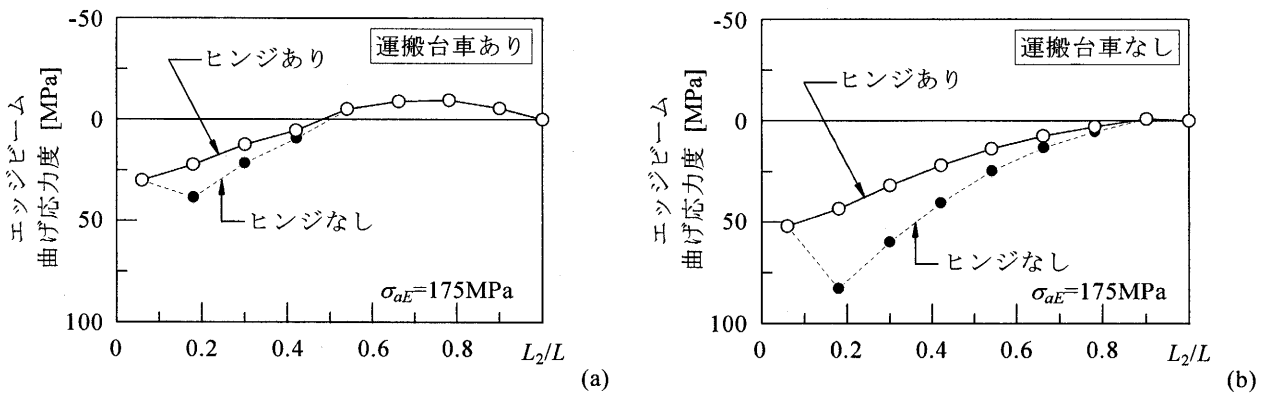 -50
0
50
100
エッジビーム
曲げ応力度 [MPa]
運搬台車あり
ヒンジあり
ヒンジなし
σaE=175MPa
0 0.2 0.4 0.6 0.8 L2/L
(a)
-50
0
50
100
エッジビーム
曲げ応力度 [MPa]
運搬台車なし
ヒンジあり
ヒンジなし
σaE=175MPa
0 0.2 0.4 0.6 0.8 L2/L
(b)